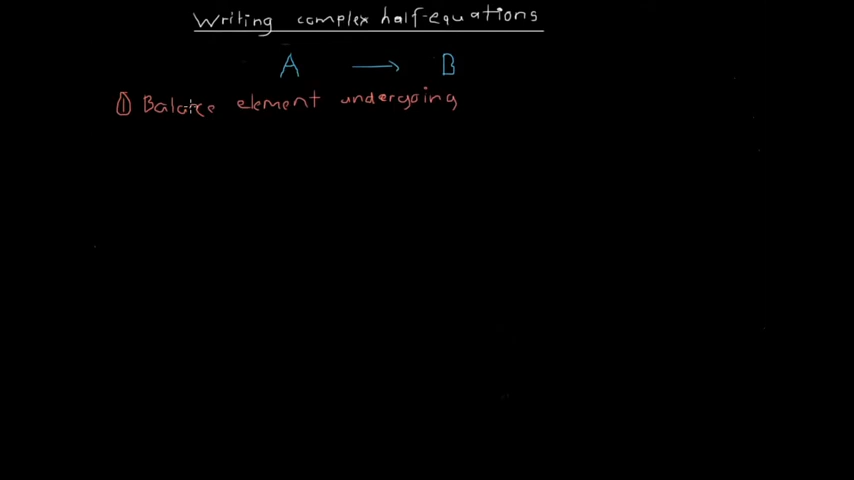 Writing complex half-equations
A → B
① Balance element undergoing